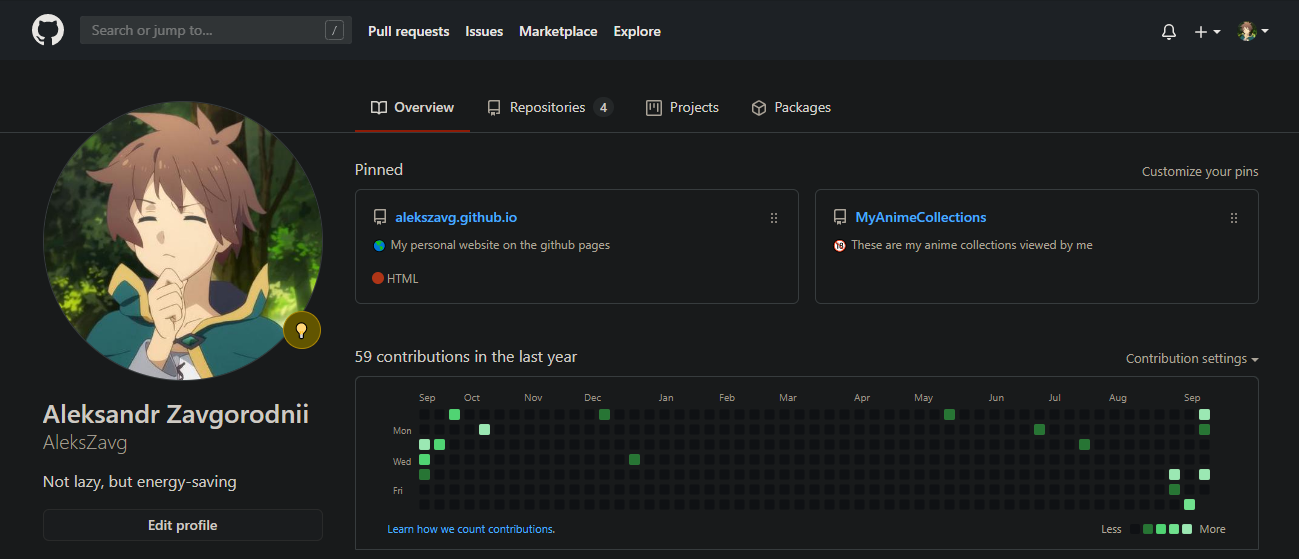 Search or jump to... / Pull requests Issues Marketplace Explore
Overview Repositories 4 Projects Packages
Pinned Customize your pins
alekszavg.github.io
My personal website on the github pages
HTML
MyAnimeCollections
🔞 These are my anime collections viewed by me
59 contributions in the last year Contribution settings
Sep Oct Nov Dec Jan Feb Mar Apr May Jun Jul Aug Sep
Mon
Wed
Fri
Learn how we count contributions. Less More
Aleksandr Zavgorodnii
AleksZavg
Not lazy, but energy-saving
Edit profile